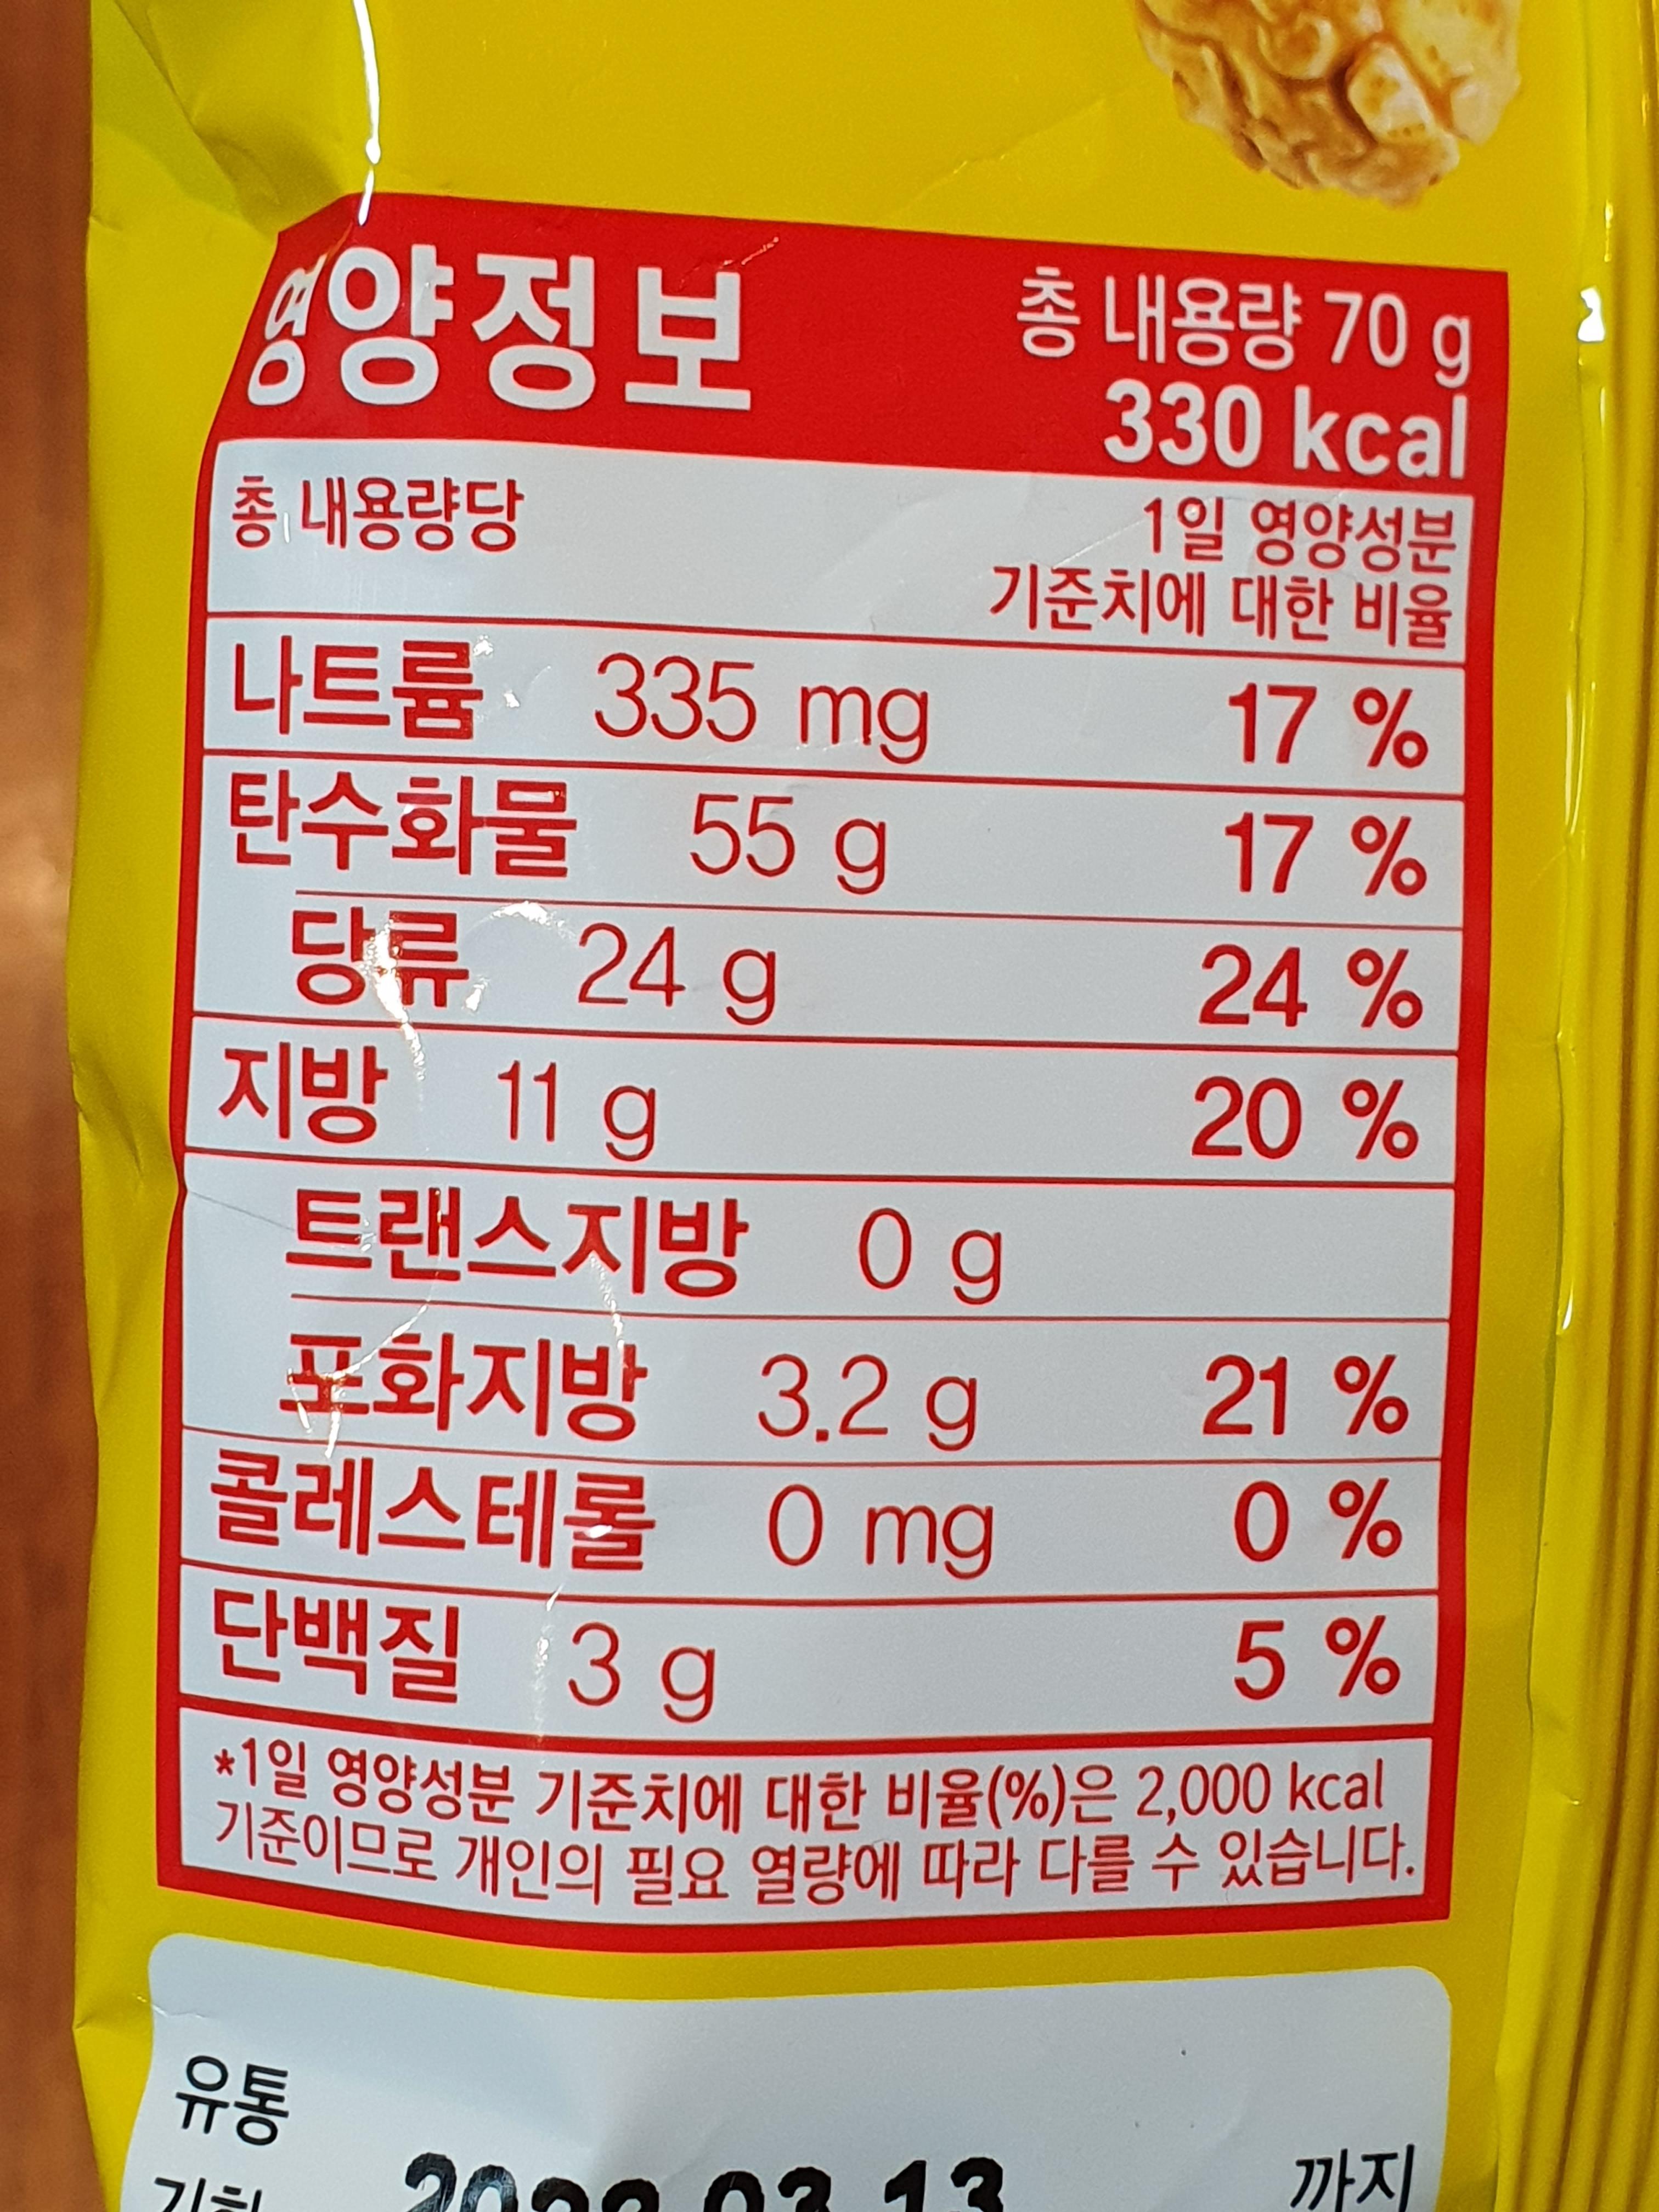 영양정보
총 내용량 70 g
330 kcal
총 내용량당
1일 영양성분
기준치에 대한 비율
나트륨 335 mg 17 %
탄수화물 55 g 17 %
당류 24 g 24 %
지방 11 g 20 %
트랜스지방 0 g
포화지방 3.2 g 21 %
콜레스테롤 0 mg 0 %
단백질 3 g 5 %
*1일 영양성분 기준치에 대한 비율(%)은 2,000 kcal
기준이므로 개인의 필요 열량에 따라 다를 수 있습니다.
유통
까지